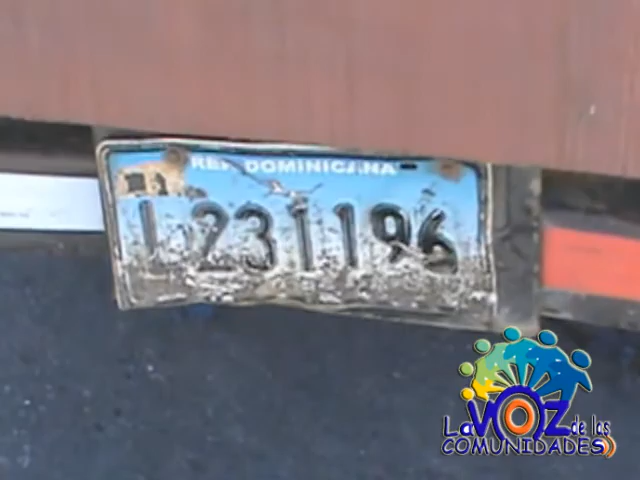 REP. DOMINICANA
L231196
La VOZ de las
COMUNIDADES